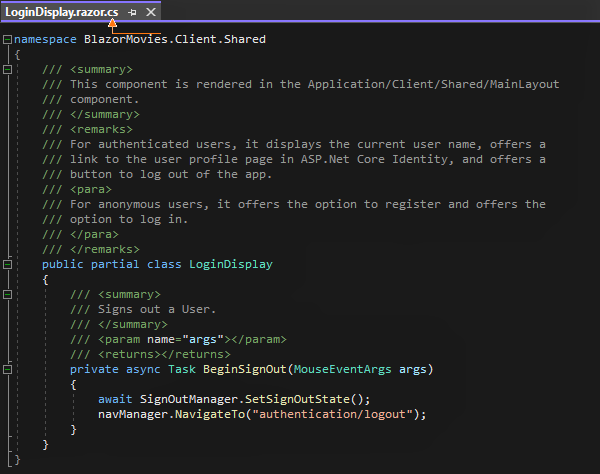 LoginDisplay.razor.cs
namespace BlazorMovies.Client.Shared
{
/// <summary>
/// This component is rendered in the Application/Client/Shared/MainLayout
/// component.
/// </summary>
/// <remarks>
/// For authenticated users, it displays the current user name, offers a
/// link to the user profile page in ASP.Net Core Identity, and offers a
/// button to log out of the app.
/// <para>
/// For anonymous users, it offers the option to register and offers the
/// option to log in.
/// </para>
/// </remarks>
public partial class LoginDisplay
{
/// <summary>
/// Signs out a User.
/// </summary>
/// <param name="args"></param>
/// <returns></returns>
private async Task BeginSignOut(MouseEventArgs args)
{
await SignOutManager.SetSignOutState();
navManager.NavigateTo("authentication/logout");
}
}
}